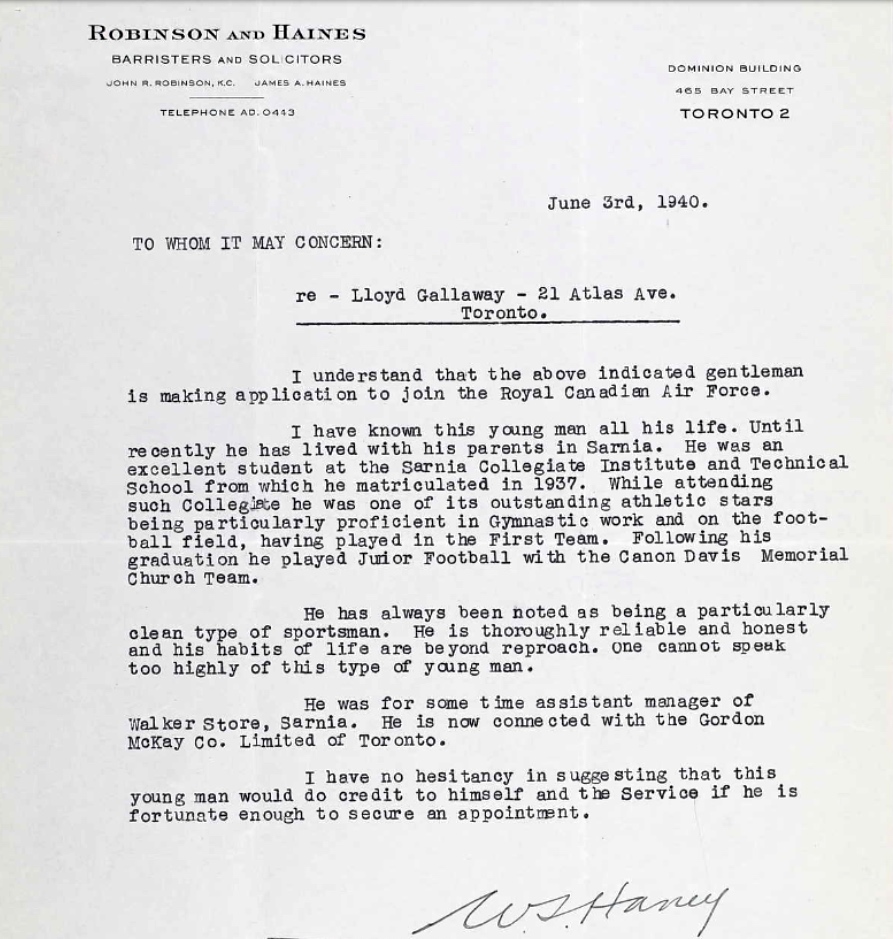 ROBINSON AND HAINES
BARRISTERS AND SOLICITORS
JOHN R. ROBINSON, K.C. JAMES A. HAINES
TELEPHONE AD. 0443
DOMINION BUILDING
465 BAY STREET
TORONTO 2
June 3rd, 1940.
TO WHOM IT MAY CONCERN:
re - Lloyd Gallaway - 21 Atlas Ave.
Toronto.
I understand that the above indicated gentleman
is making application to join the Royal Canadian Air Force.
I have known this young man all his life. Until
recently he has lived with his parents in Sarnia. He was an
excellent student at the Sarnia Collegiate Institute and Technical
School from which he matriculated in 1937. While attending
such Collegiate he was one of its outstanding athletic stars
being particularly proficient in Gymnastic work and on the foot-
ball field, having played in the First Team. Following his
graduation he played Junior Football with the Canon Davis Memorial
Church Team.
He has always been noted as being a particularly
clean type of sportsman. He is thoroughly reliable and honest
and his habits of life are beyond reproach. One cannot speak
too highly of this type of young man.
He was for some time assistant manager of
Walker Store, Sarnia. He is now connected with the Gordon
McKay Co. Limited of Toronto.
I have no hesitancy in suggesting that this
young man would do credit to himself and the Service if he is
fortunate enough to secure an appointment.
W.S. Haney